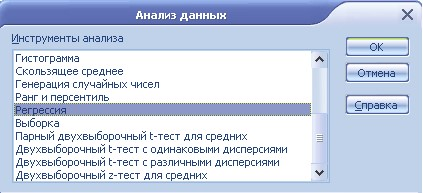 Анализ данных
Инструменты анализа
Гистограмма
Скользящее среднее
Генерация случайных чисел
Ранг и персентиль
Регрессия
Выборка
Парный двухвыборочный t-тест для средних
Двухвыборочный t-тест с одинаковыми дисперсиями
Двухвыборочный t-тест с различными дисперсиями
Двухвыборочный z-тест для средних
OK
Отмена
Справка